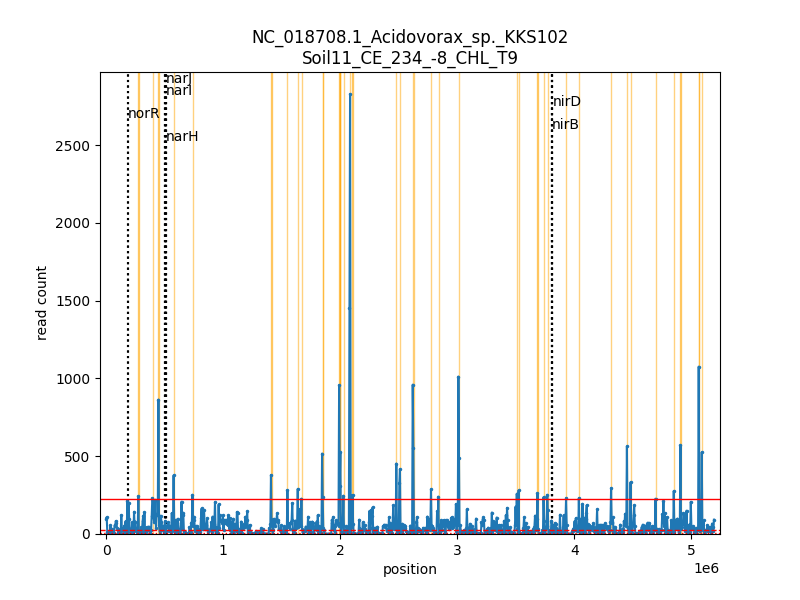 NC_018708.1_Acidovorax_sp._KKS102
Soil11_CE_234_-8_CHL_T9
narJ
narI
nirD
norR
nirB
narH
2500
2000
1500
1000
500
0
read count
0 1 2 3 4 5
1e6
position